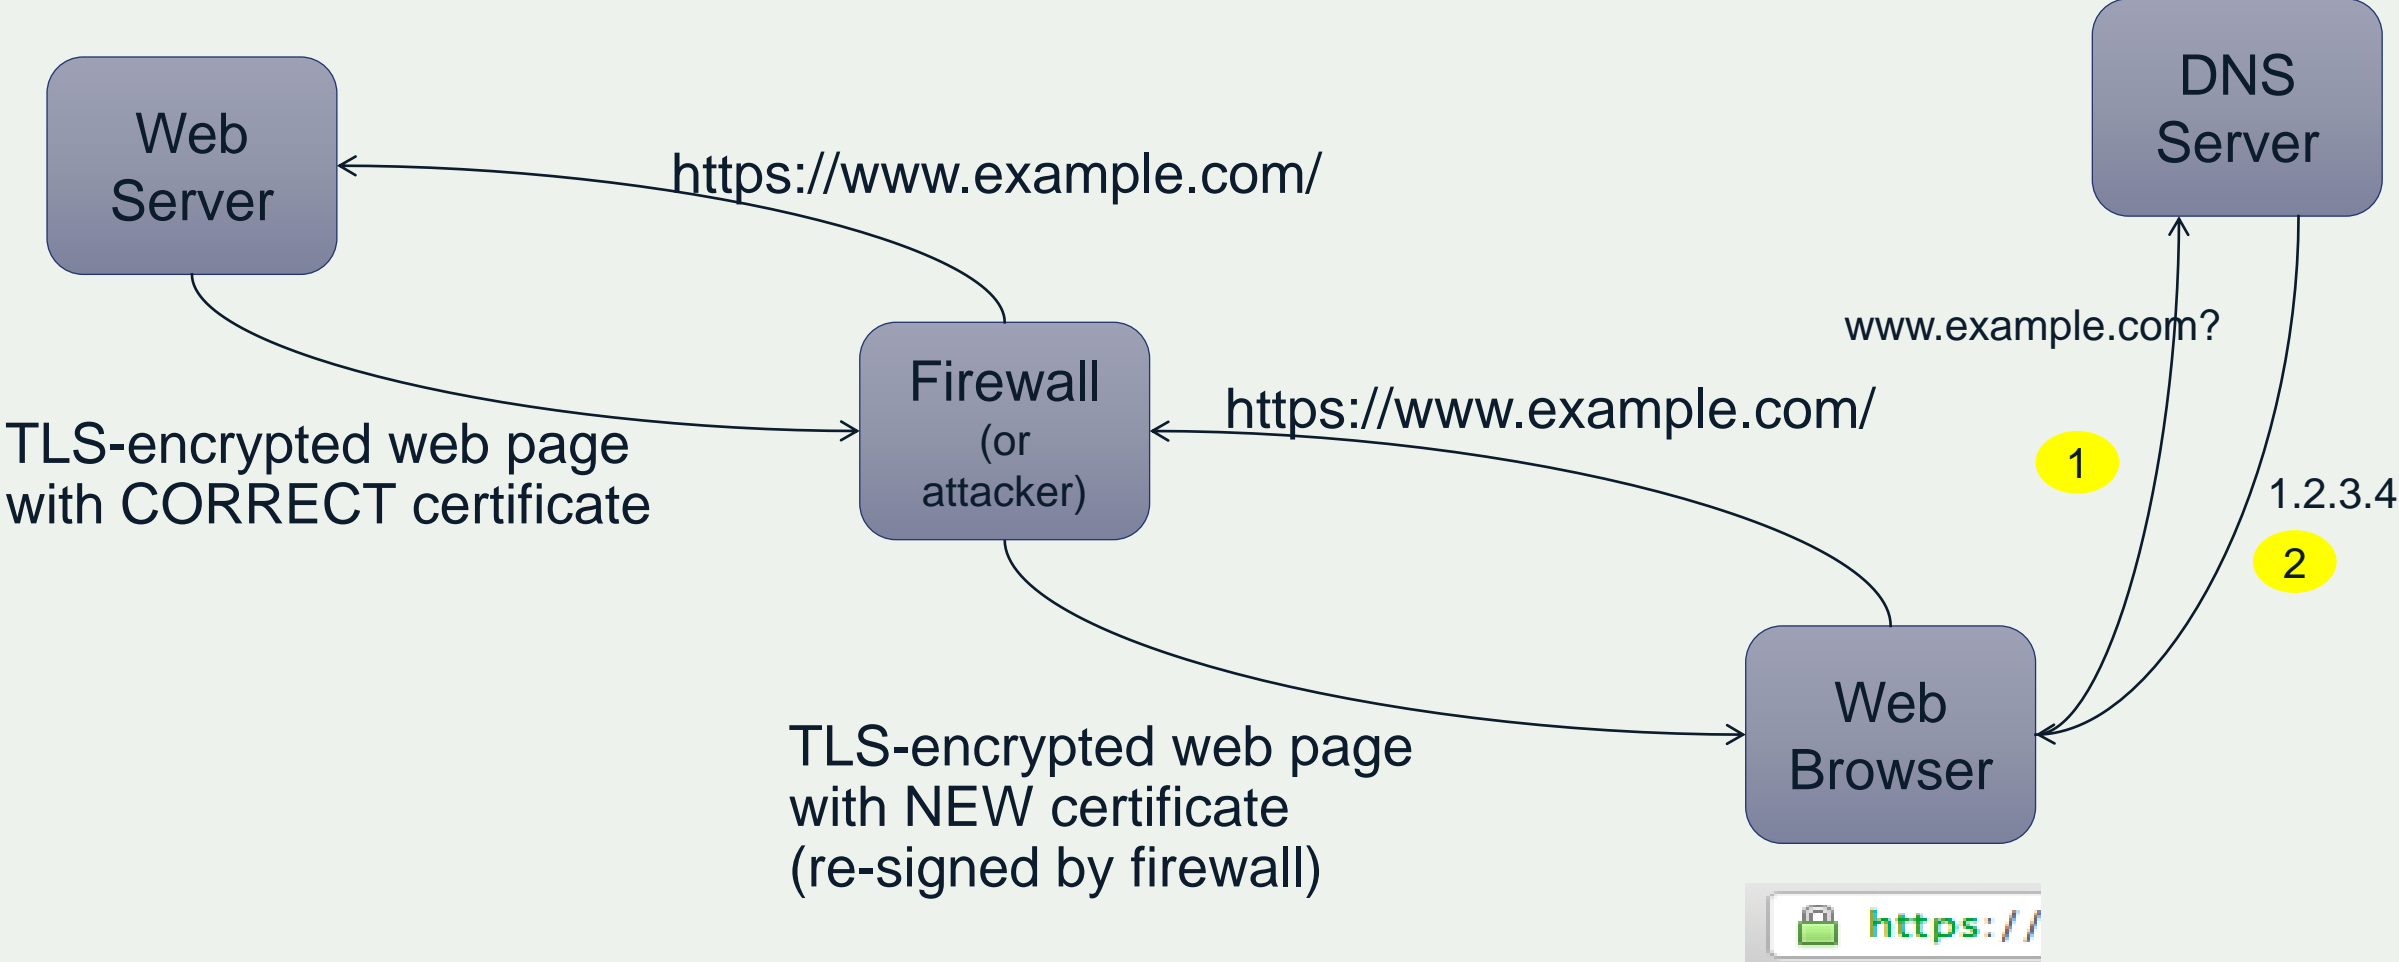 Web
Server
https://www.example.com/
DNS
Server
www.example.com?
Firewall
(or
attacker)
https://www.example.com/
TLS-encrypted web page
with CORRECT certificate
1
1.2.3.4
2
Web
Browser
TLS-encrypted web page
with NEW certificate
(re-signed by firewall)
https://